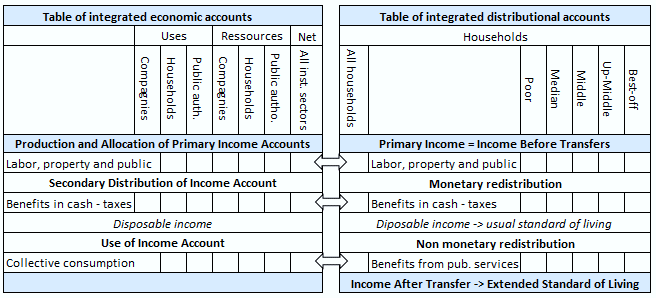 Table of integrated economic accounts
Uses Ressources Net
Compagnies
Households
Public auth.
Compagnies
Households
Public autho.
All inst. sectors
Production and Allocation of Primary Income Accounts
Labor, property and public
Secondary Distribution of Income Account
Benefits in cash - taxes
Disposable income
Use of Income Account
Collective consumption
Table of integrated distributional accounts
Households
All households
Poor
Median
Middle
Up-Middle
Best-off
Primary Income = Income Before Transfers
Labor, property and public
Monetary redistribution
Benefits in cash - taxes
Diposable income -> usual standard of living
Non monetary redistribution
Benefits from pub. services
Income After Transfer -> Extended Standard of Living